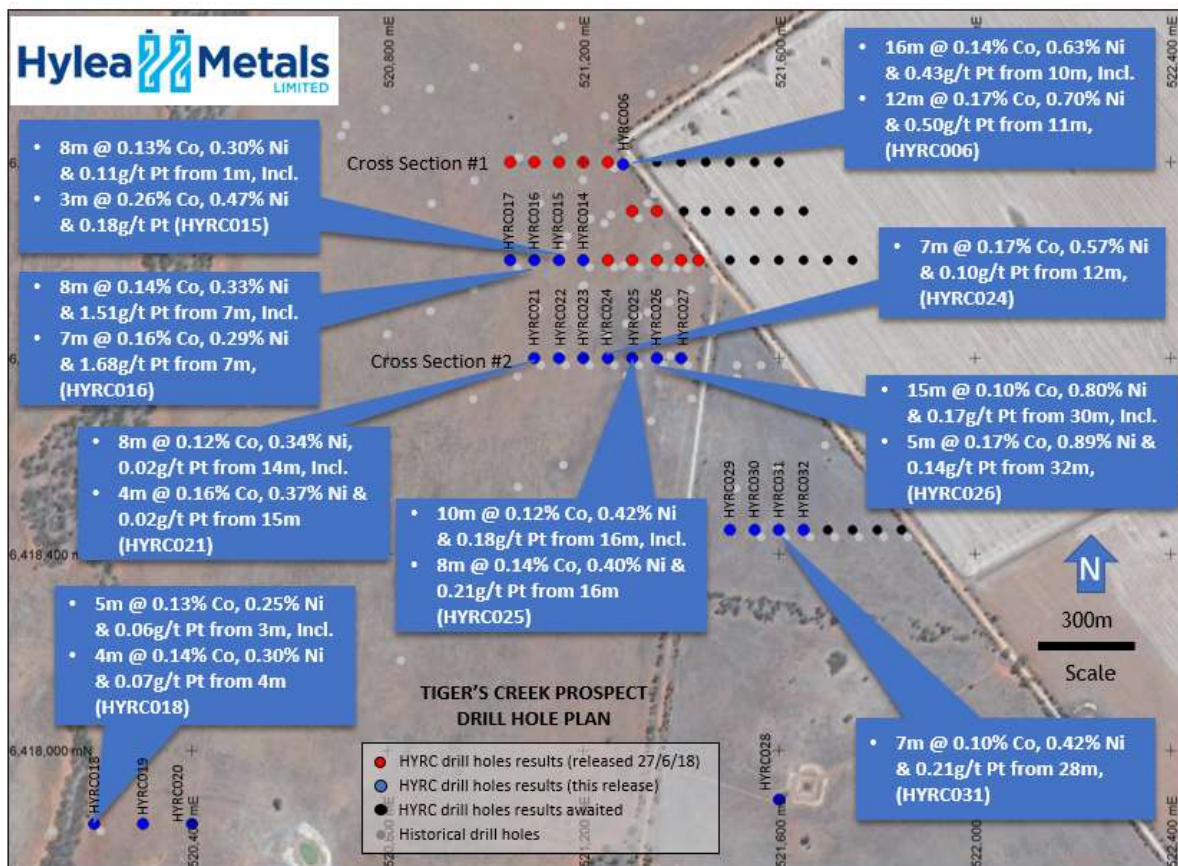 Hylea Metals
LIMITED
520,800 mE
521,200 mE
521,600 mE
522,400 mE
• 16m @ 0.14% Co, 0.63% Ni
& 0.43g/t Pt from 10m, Incl.
• 12m @ 0.17% Co, 0.70% Ni
& 0.50g/t Pt from 11m,
(HYRC006)
HYRC006
Cross Section #1
• 8m @ 0.13% Co, 0.30% Ni
& 0.11g/t Pt from 1m, Incl.
• 3m @ 0.26% Co, 0.47% Ni
& 0.18g/t Pt (HYRC015)
HYRC017
HYRC016
HYRC015
HYRC014
• 7m @ 0.17% Co, 0.57% Ni
& 0.10g/t Pt from 12m,
(HYRC024)
• 8m @ 0.14% Co, 0.33% Ni
& 1.51g/t Pt from 7m, Incl.
• 7m @ 0.16% Co, 0.29% Ni
& 1.68g/t Pt from 7m,
(HYRC016)
HYRC021
HYRC022
HYRC023
HYRC024
HYRC025
HYRC026
HYRC027
Cross Section #2
• 15m @ 0.10% Co, 0.80% Ni
& 0.17g/t Pt from 30m, Incl.
• 5m @ 0.17% Co, 0.89% Ni &
0.14g/t Pt from 32m,
(HYRC026)
• 8m @ 0.12% Co, 0.34% Ni,
0.02g/t Pt from 14m, Incl.
• 4m @ 0.16% Co, 0.37% Ni &
0.02g/t Pt from 15m
(HYRC021)
• 10m @ 0.12% Co, 0.42% Ni
& 0.18g/t Pt from 16m, Incl.
• 8m @ 0.14% Co, 0.40% Ni &
0.21g/t Pt from 16m
(HYRC025)
HYRC029
HYRC030
HYRC031
HYRC032
6,418,400 mN
N
300m
Scale
• 5m @ 0.13% Co, 0.25% Ni
& 0.06g/t Pt from 3m, Incl.
• 4m @ 0.14% Co, 0.30% Ni
& 0.07g/t Pt from 4m
(HYRC018)
TIGER'S CREEK PROSPECT
DRILL HOLE PLAN
HYRC drill holes results (released 27/6/18)
HYRC drill holes results (this release)
HYRC drill holes results awaited
Historical drill holes
• 7m @ 0.10% Co, 0.42% Ni
& 0.21g/t Pt from 28m,
(HYRC031)
6,418,000 mN
HYRC018
HYRC019
HYRC020
HYRC028
520,400 mE
521,200 mE
521,600 mE
522,000 mE
522,400 mE